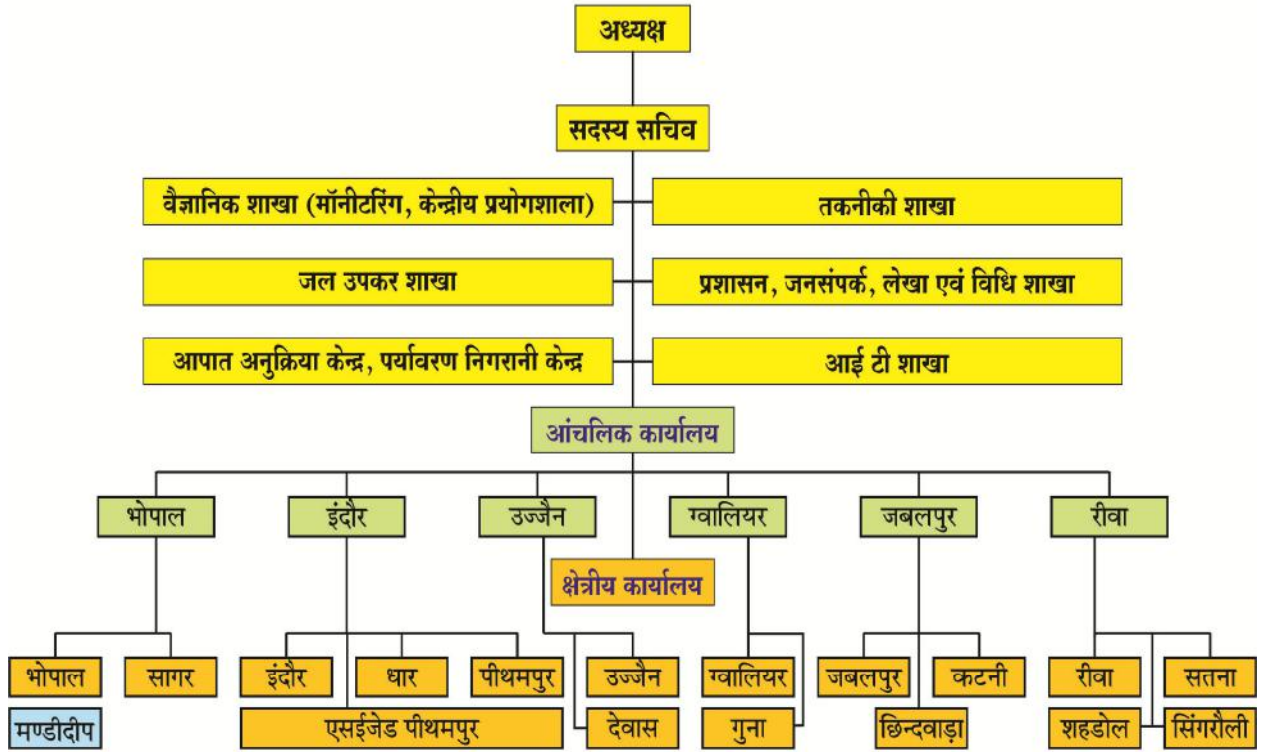 अध्यक्ष
सदस्य सचिव
वैज्ञानिक शाखा (मॉनीटरिंग, केन्द्रीय प्रयोगशाला)
तकनीकी शाखा
जल उपकर शाखा
प्रशासन, जनसंपर्क, लेखा एवं विधि शाखा
आपात अनुक्रिया केन्द्र, पर्यावरण निगरानी केन्द्र
आई टी शाखा
आंचलिक कार्यालय
भोपाल
इंदौर
उज्जैन
ग्वालियर
जबलपुर
रीवा
क्षेत्रीय कार्यालय
भोपाल
सागर
इंदौर
धार
पीथमपुर
उज्जैन
ग्वालियर
जबलपुर
कटनी
रीवा
सतना
मण्डीदीप
एसईजेड पीथमपुर
देवास
गुना
छिन्दवाड़ा
शहडोल
सिंगरौली